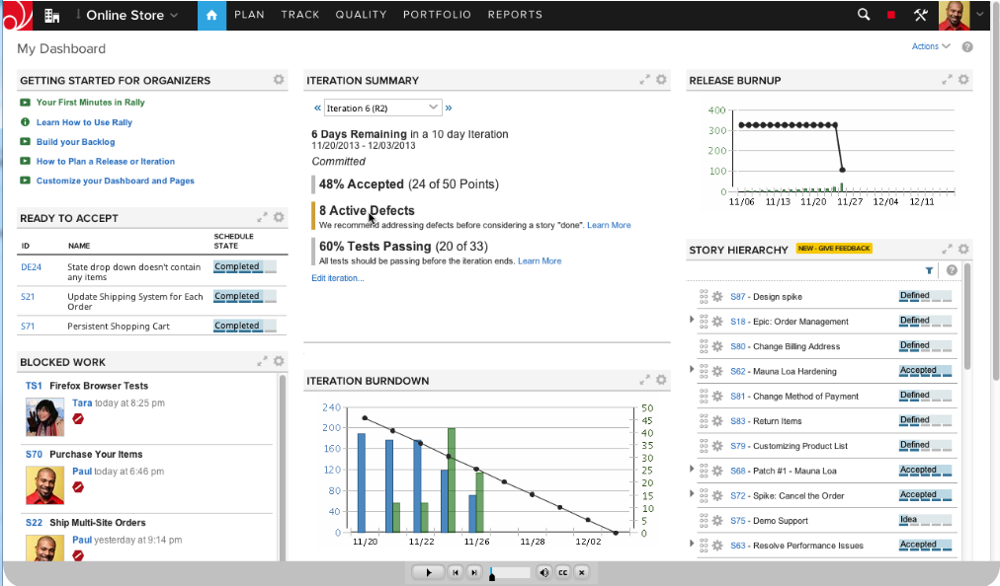 Online Store
PLAN TRACK QUALITY PORTFOLIO REPORTS
My Dashboard
Actions
GETTING STARTED FOR ORGANIZERS
Your First Minutes in Rally
Learn How to Use Rally
Build your Backlog
How to Plan a Release or Iteration
Customize your Dashboard and Pages
READY TO ACCEPT
ID NAME SCHEDULE STATE
DE24 State drop down doesn't contain any items Completed
S21 Update Shipping System for Each Order Completed
S71 Persistent Shopping Cart Completed
BLOCKED WORK
TS1 Firefox Browser Tests
Tara today at 8:25 pm
S70 Purchase Your Items
Paul today at 6:46 pm
S22 Ship Multi-Site Orders
Paul yesterday at 9:14 pm
ITERATION SUMMARY
« Iteration 6 (R2) »
6 Days Remaining in a 10 day Iteration
11/20/2013 - 12/03/2013
Committed
48% Accepted (24 of 50 Points)
8 Active Defects
We recommend addressing defects before considering a story "done". Learn More
60% Tests Passing (20 of 33)
All tests should be passing before the iteration ends. Learn More
Edit iteration...
ITERATION BURNDOWN
240
200
160
120
80
40
0
50
45
40
35
30
25
20
15
10
5
0
11/20 11/22 11/26 11/28 12/02
RELEASE BURNUP
400
300
200
100
0
11/06 11/13 11/20 11/27 12/04 12/11
STORY HIERARCHY NEW - GIVE FEEDBACK
S87 - Design spike Defined
S18 - Epic: Order Management Defined
S80 - Change Billing Address Defined
S62 - Mauna Loa Hardening Accepted
S81 - Change Method of Payment Defined
S83 - Return Items Defined
S79 - Customizing Product List Defined
S68 - Patch #1 - Mauna Loa Accepted
S72 - Spike: Cancel the Order Accepted
S75 - Demo Support Idea
S63 - Resolve Performance Issues Accepted
CC